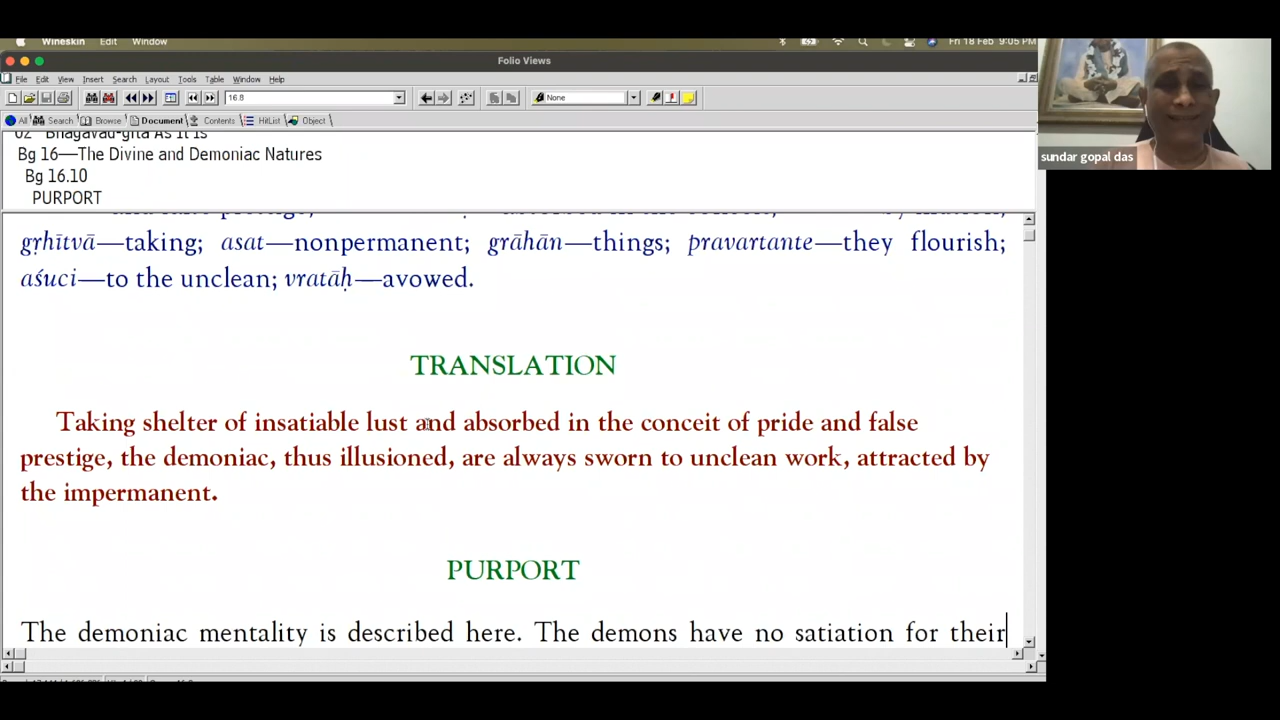 Wineskin Edit Window Fri 18 Feb 9:05 PM
Folio Views
File Edit View Insert Search Layout Tools Table Window Help
16.8 None
All Search Browse Document Contents HitList Object
02 Bhagavad-gita As It Is
Bg 16—The Divine and Demoniac Natures
Bg 16.10
PURPORT
sundar gopal das
gṛhītvā—taking; asat—nonpermanent; grāhān—things; pravartante—they flourish;
aśuci—to the unclean; vratāḥ—avowed.
TRANSLATION
Taking shelter of insatiable lust and absorbed in the conceit of pride and false
prestige, the demoniac, thus illusioned, are always sworn to unclean work, attracted by
the impermanent.
PURPORT
The demoniac mentality is described here. The demons have no satiation for their